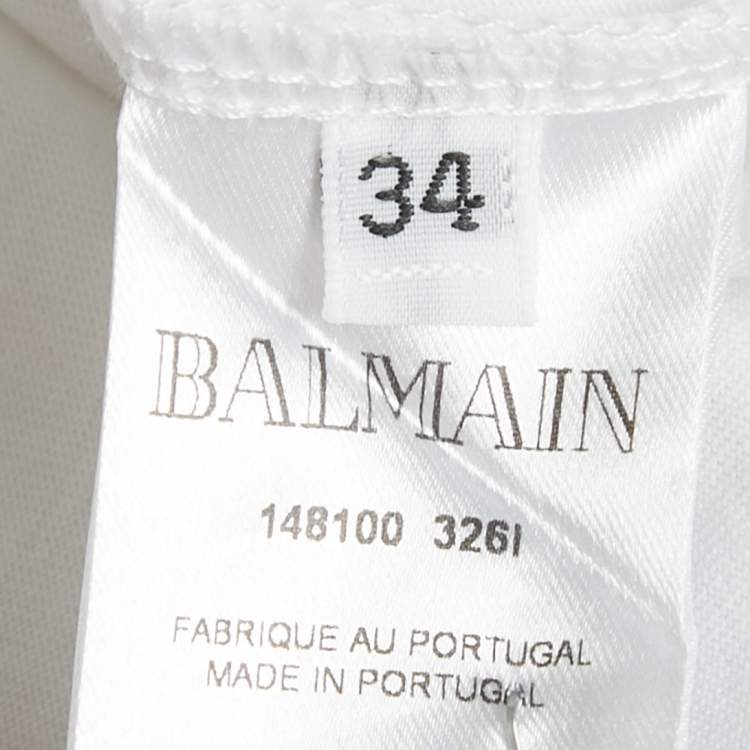 34
BALMAIN
148100 326I
FABRIQUE AU PORTUGAL
MADE IN PORTUGAL